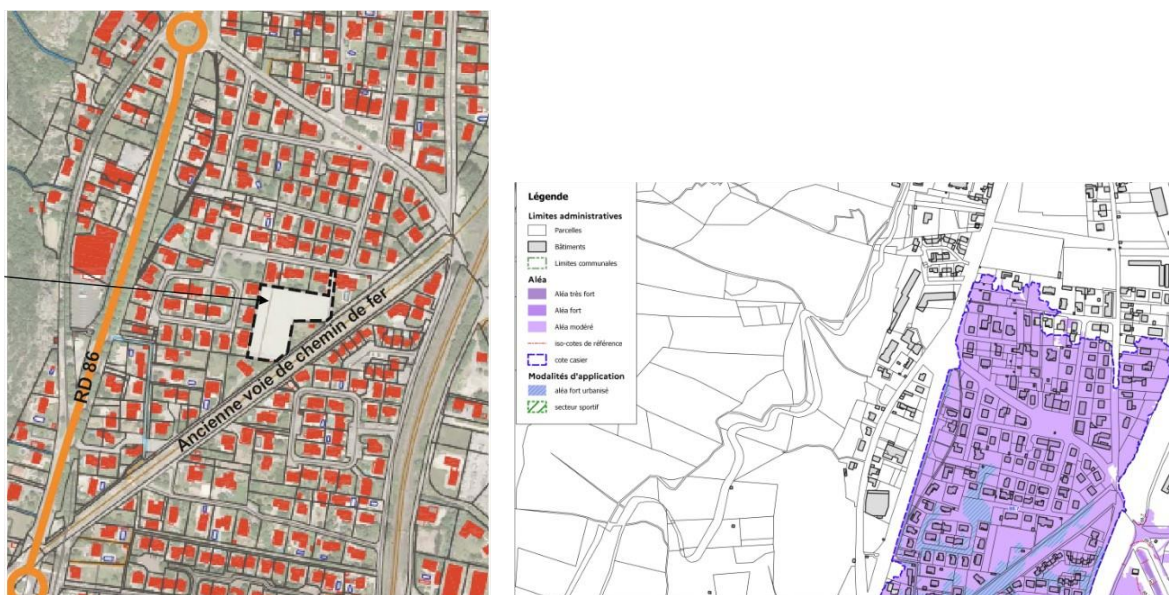 RD 86
Ancienne voie de chemin de fer
Légende
Limites administratives
Parcelles
Bâtiments
Limites communales
Aléa
Aléa très fort
Aléa fort
Aléa modéré
iso-cotes de référence
cote casier
Modalités d'application
aléa fort urbanisé
secteur sportif